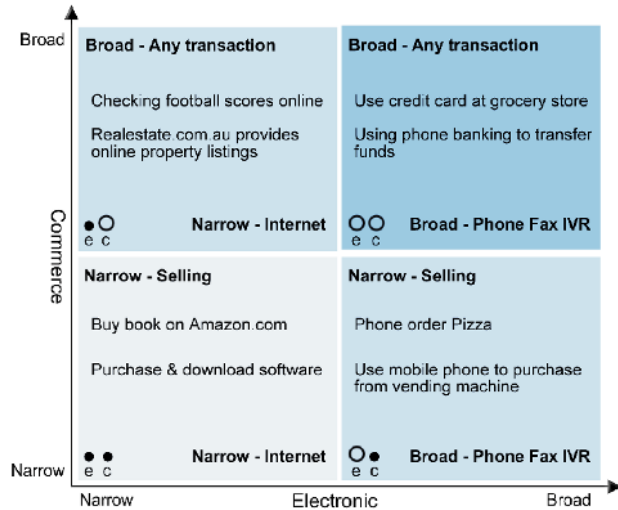 Broad
Broad - Any transaction
Checking football scores online
Realestate.com.au provides
online property listings
e c
Narrow - Internet
Broad - Any transaction
Use credit card at grocery store
Using phone banking to transfer
funds
e c
Broad - Phone Fax IVR
Commerce
Narrow - Selling
Buy book on Amazon.com
Purchase & download software
e c
Narrow - Internet
Narrow - Selling
Phone order Pizza
Use mobile phone to purchase
from vending machine
e c
Broad - Phone Fax IVR
Narrow
Narrow
Electronic
Broad